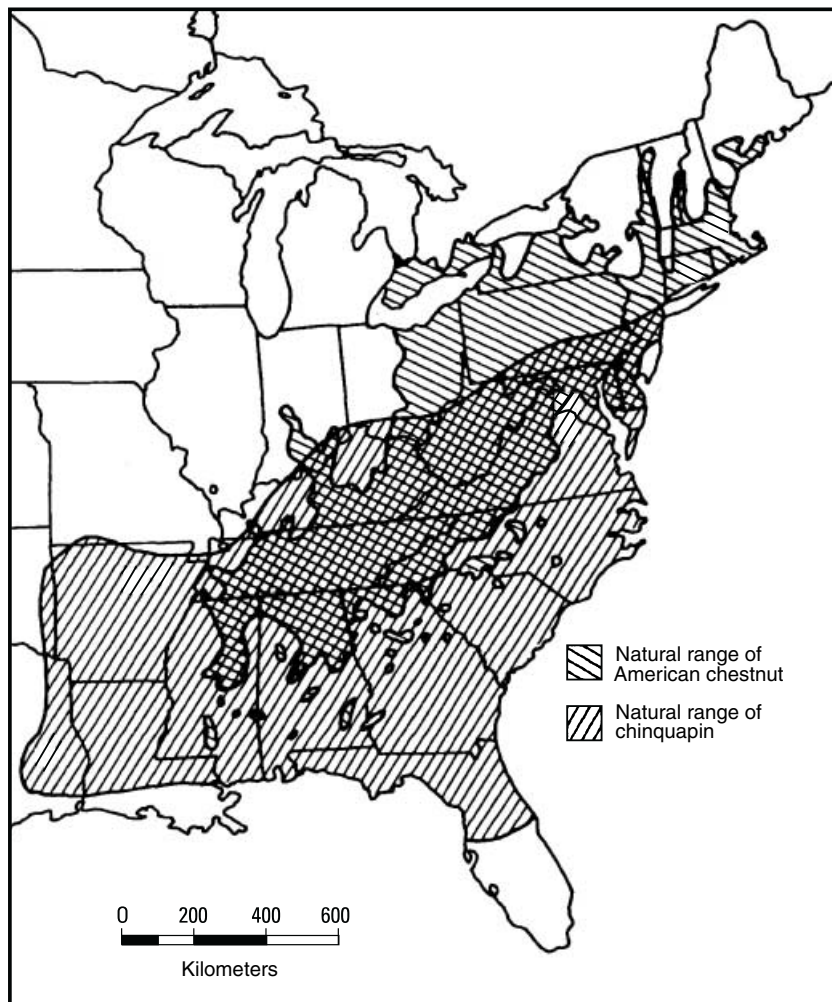 Natural range of
American chestnut
Natural range of
chinquapin
0 200 400 600
Kilometers